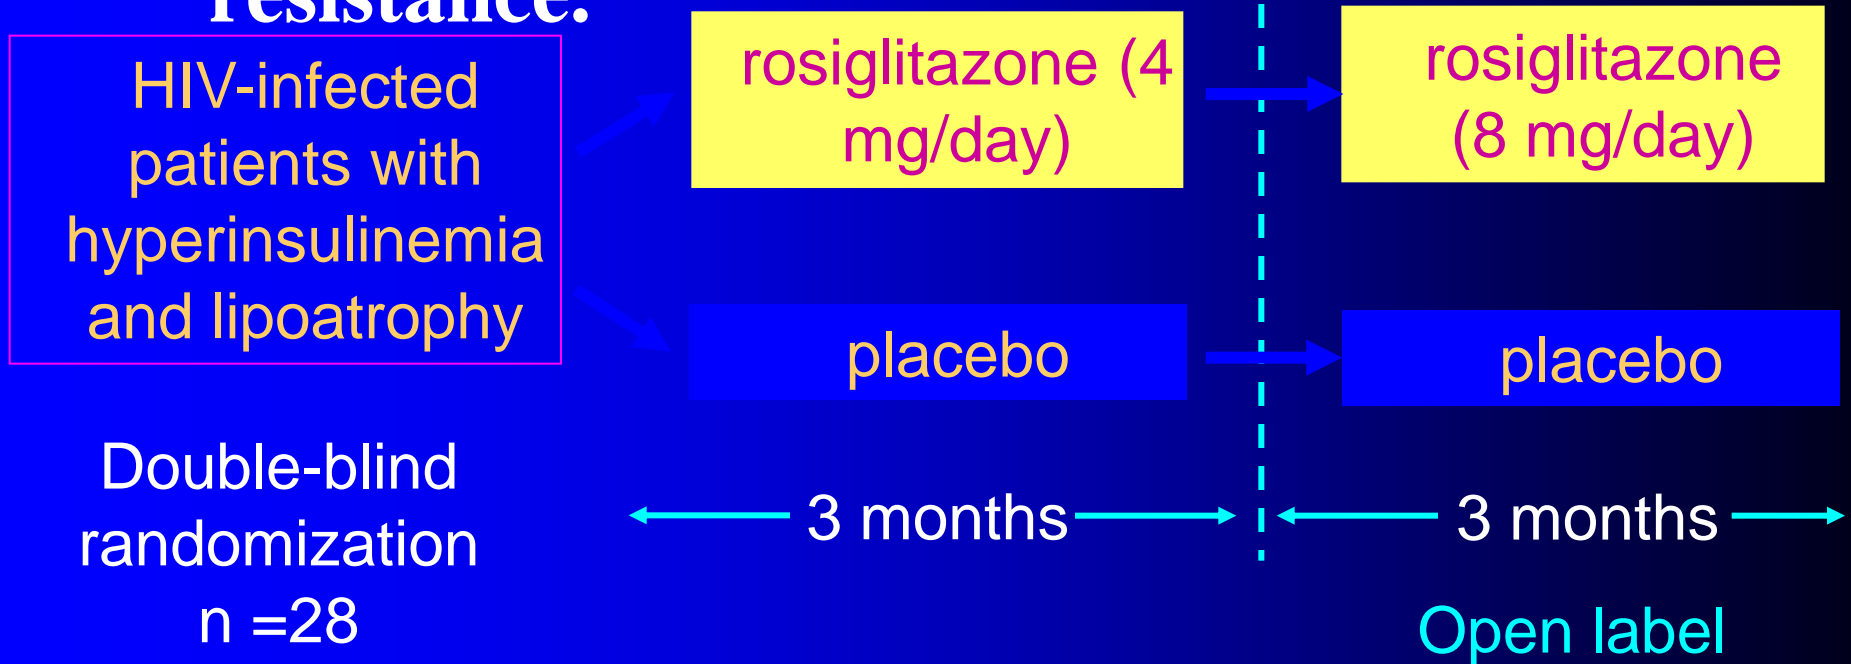 resistance.
HIV-infected
patients with
hyperinsulinemia
and lipoatrophy
rosiglitazone (4
mg/day)
rosiglitazone
(8 mg/day)
placebo
placebo
Double-blind
randomization
n =28
3 months
3 months
Open label